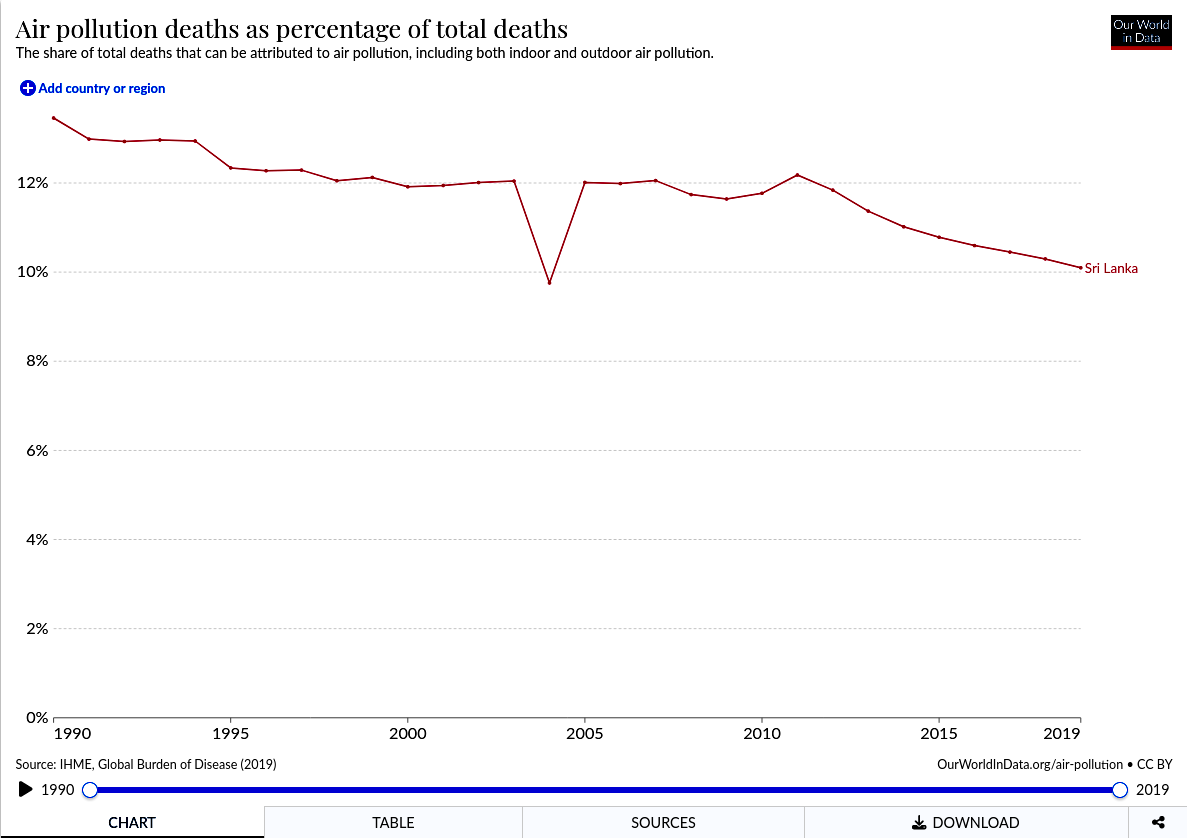 Air pollution deaths as percentage of total deaths
The share of total deaths that can be attributed to air pollution, including both indoor and outdoor air pollution.
Our World
in Data
Add country or region
12%
10%
Sri Lanka
8%
6%
4%
2%
0%
1990 1995 2000 2005 2010 2015 2019
Source: IHME, Global Burden of Disease (2019)
OurWorldInData.org/air-pollution • CC BY
1990 2019
CHART TABLE SOURCES DOWNLOAD